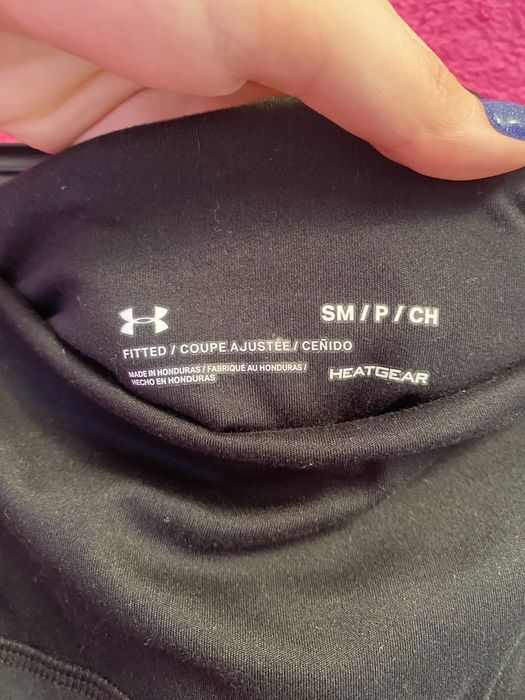 SM / P / CH
FITTED / COUPE AJUSTÉE / CEÑIDO
MADE IN HONDURAS / FABRIQUÉ AU HONDURAS /
HECHO EN HONDURAS
HEATGEAR